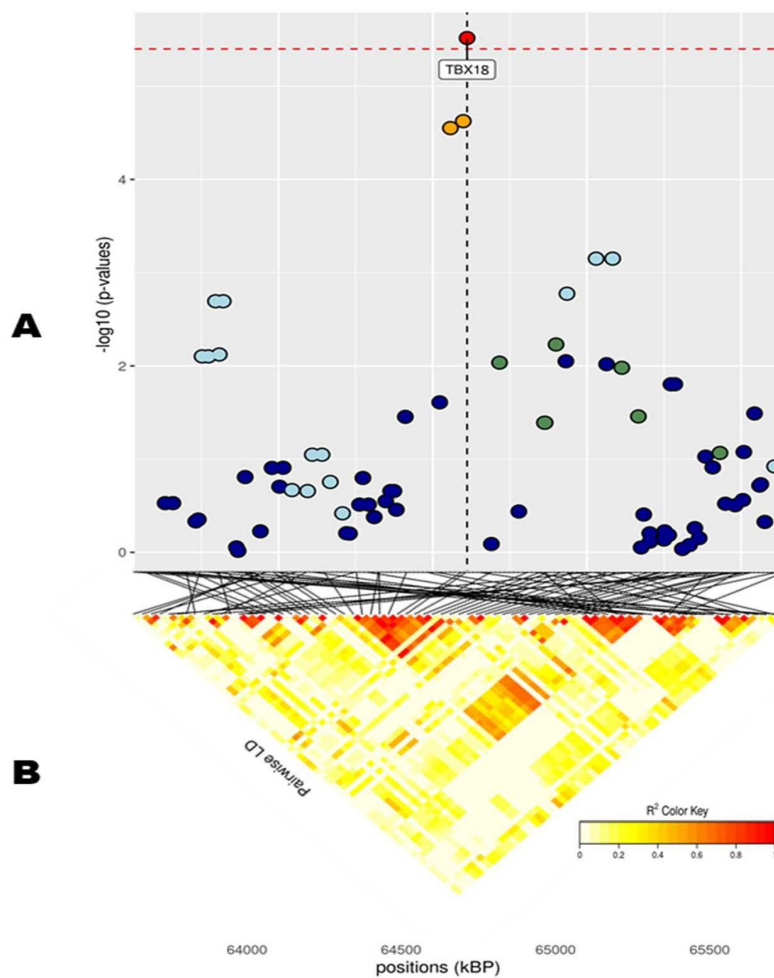 TBX18
4
A
-log10 (p-values)
2
0
B
Pairwise LD
R² Color Key
0 0.2 0.4 0.6 0.8
64000 64500 65000 65500
positions (kBP)